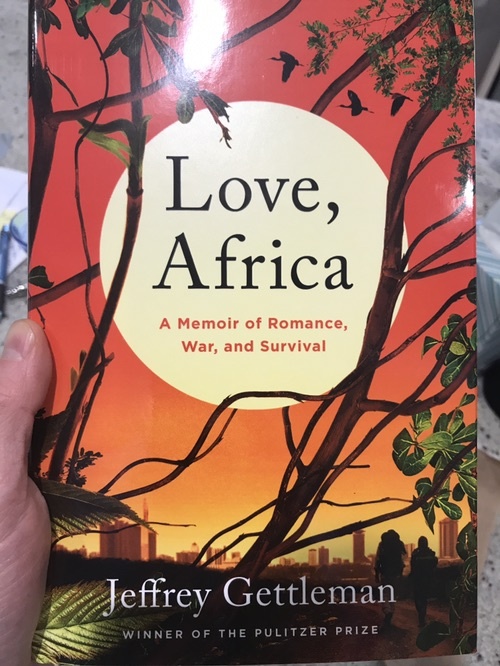 Love,
Africa
A Memoir of Romance,
War, and Survival
Jeffrey Gettleman
WINNER OF THE PULITZER PRIZE